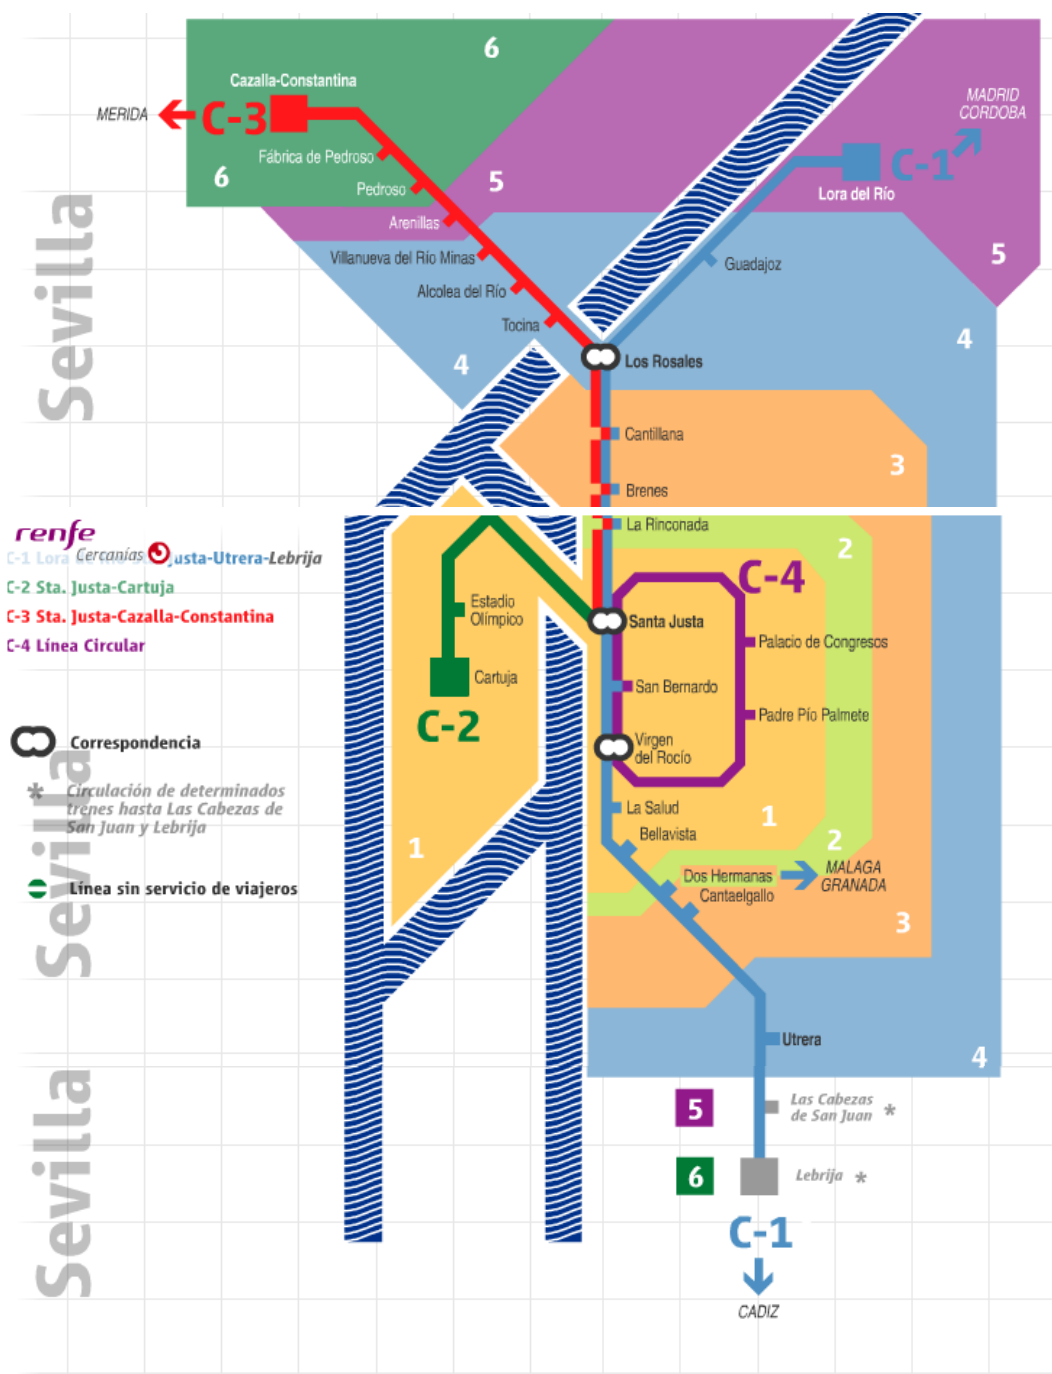 6
Cazalla-Constantina
MERIDA
C-3
MADRID
CORDOBA
Fábrica de Pedroso
C-1
6
Pedroso
5
Lora del Río
Arenillas
Villanueva del Río Minas
Guadajoz
5
Alcolea del Río
Tocina
4
4
Los Rosales
Sevilla
Cantillana
3
Brenes
renfe
Cercanías
La Rinconada
2
C-1 Lora de Río-Sta. Justa-Utrera-Lebrija
C-2 Sta. Justa-Cartuja
C-3 Sta. Justa-Cazalla-Constantina
C-4 Línea Circular
C-4
Estadio
Olímpico
Santa Justa
Palacio de Congresos
Cartuja
San Bernardo
C-2
Padre Pío Palmete
Correspondencia
Virgen
del Rocío
* Circulación de determinados
trenes hasta Las Cabezas de
San Juan y Lebrija
La Salud
1
Bellavista
1
2
Línea sin servicio de viajeros
Dos Hermanas
MALAGA
GRANADA
Cantaelgallo
Sevilla
3
Utrera
4
5
Las Cabezas
de San Juan *
6
Lebrija *
Sevilla
C-1
CADIZ